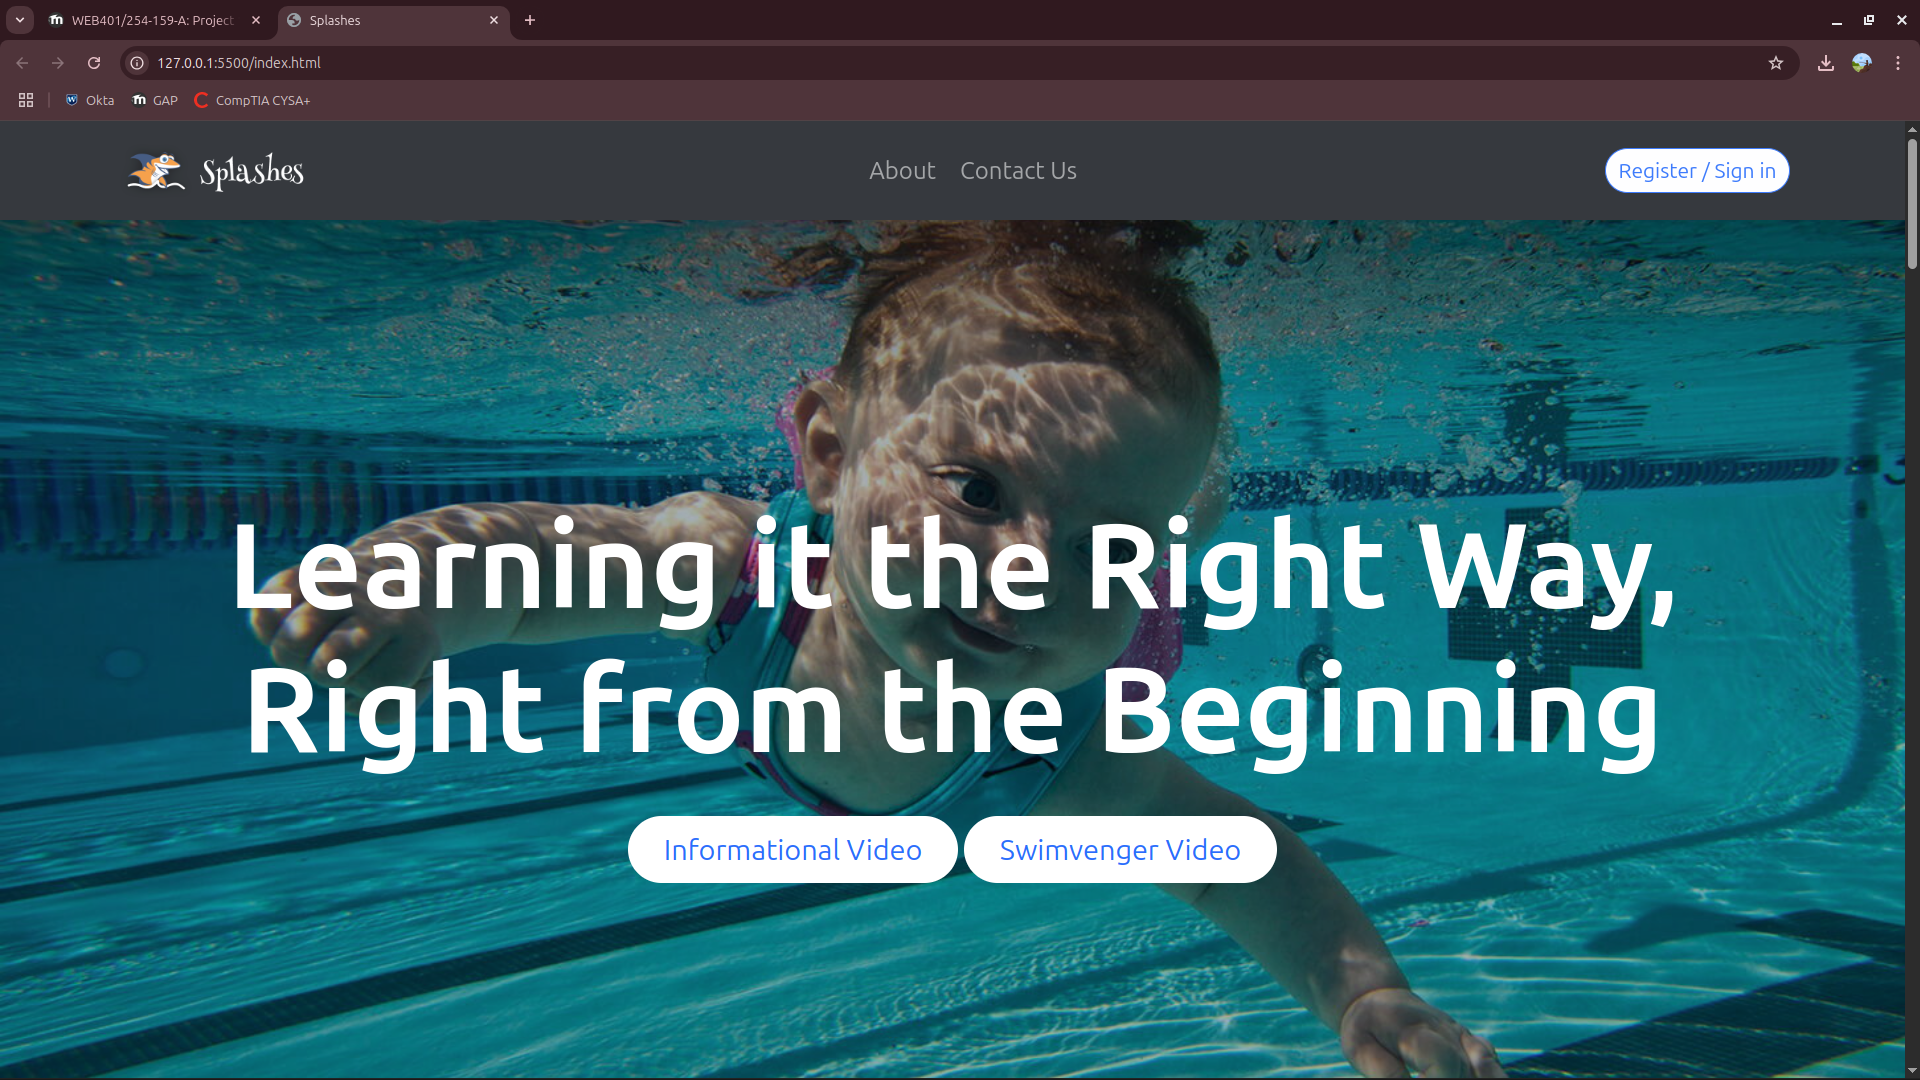 WEB401/254-159-A: Project
Splashes
127.0.0.1:5500/index.html
Okta
GAP
CompTIA CYSA+
Splashes
About
Contact Us
Register / Sign in
Learning it the Right Way,
Right from the Beginning
Informational Video
Swimvenger Video